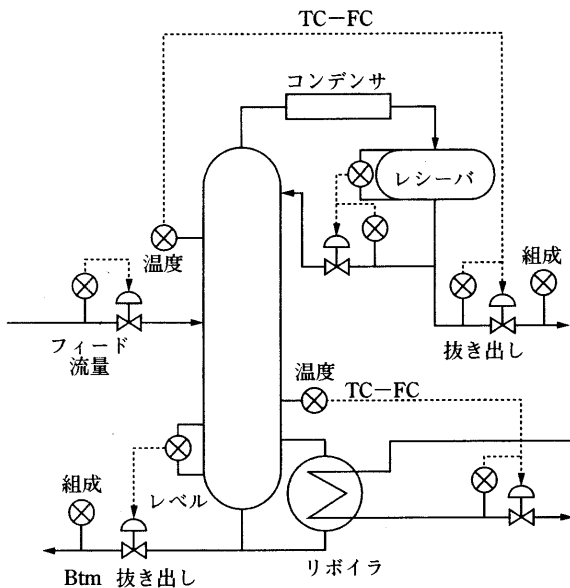 TC−FC
コンデンサ
レシーバ
温度
組成
フィード
流量
抜き出し
温度
TC−FC
組成
レベル
リボイラ
Btm 抜き出し